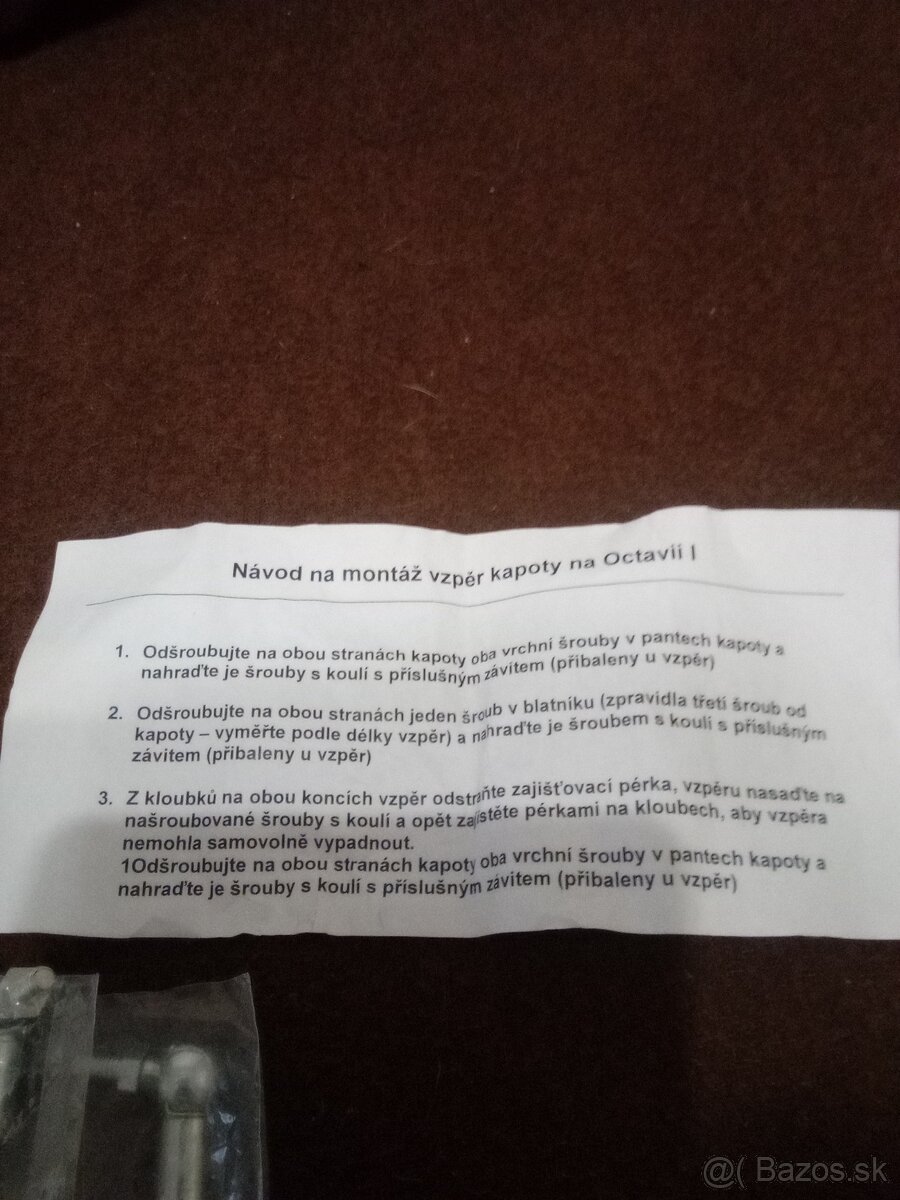 Návod na montáž vzpěr kapoty na Octavii I
1. Odšroubujte na obou stranách kapoty oba vrchní šrouby v pantech kapoty a
nahraďte je šrouby s koulí s příslušným závitem (přibaleny u vzpěr)
2. Odšroubujte na obou stranách jeden šroub v blatníku (zpravidla třetí šroub od
kapoty – vyměřte podle délky vzpěr) a nahraďte je šroubem s koulí s příslušným
závitem (přibaleny u vzpěr)
3. Z kloubků na obou koncích vzpěr odstraňte zajišťovací pérka, vzpěru nasaďte na
našroubované šrouby s koulí a opět zajistěte pérkami na kloubech, aby vzpěra
nemohla samovolně vypadnout.
1Odšroubujte na obou stranách kapoty oba vrchní šrouby v pantech kapoty a
nahraďte je šrouby s koulí s příslušným závitem (přibaleny u vzpěr)
@( Bazos.sk